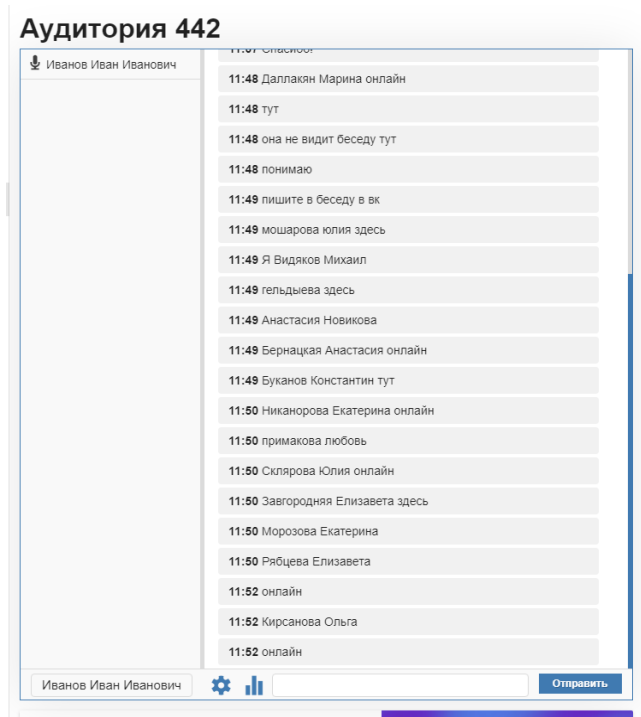 Аудитория 442
Иванов Иван Иванович
11:48 Даллакян Марина онлайн
11:48 тут
11:48 она не видит беседу тут
11:48 понимаю
11:49 пишите в беседу в вк
11:49 мошарова юлия здесь
11:49 Я Видяков Михаил
11:49 гельдыева здесь
11:49 Анастасия Новикова
11:49 Бернацкая Анастасия онлайн
11:49 Буканов Константин тут
11:50 Никанорова Екатерина онлайн
11:50 примакова любовь
11:50 Склярова Юлия онлайн
11:50 Завгородняя Елизавета здесь
11:50 Морозова Екатерина
11:50 Рябцева Елизавета
11:52 онлайн
11:52 Кирсанова Ольга
11:52 онлайн
Иванов Иван Иванович
Отправить